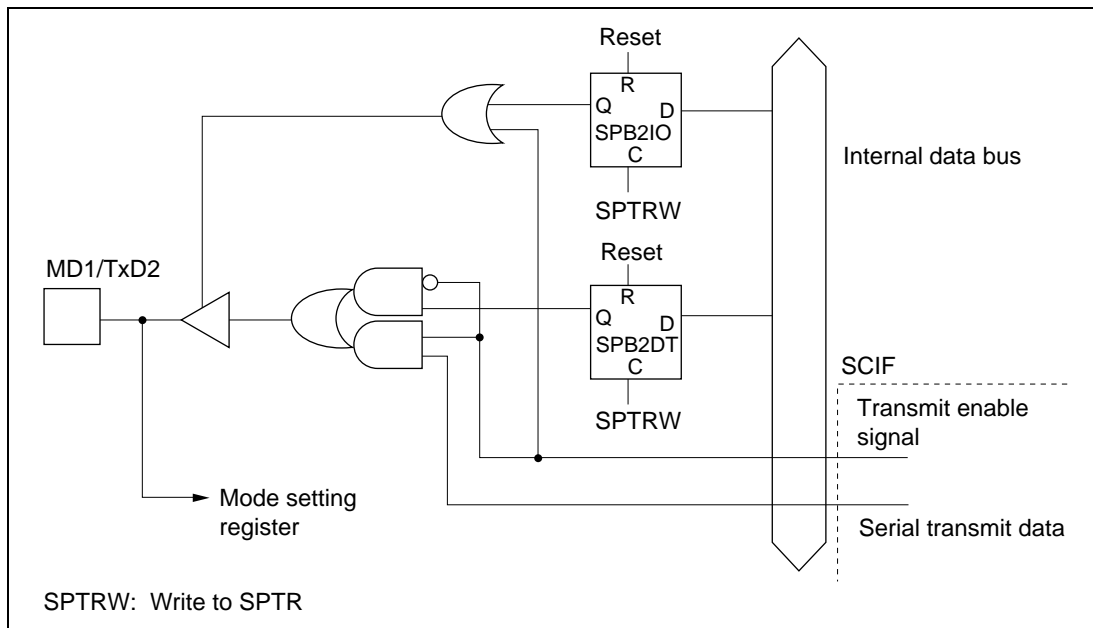 Reset
R
Q
D
SPB2IO
C
SPTRW
Internal data bus
Reset
R
Q
D
SPB2DT
C
SPTRW
MD1/TxD2
SCIF
Transmit enable
signal
Mode setting
register
Serial transmit data
SPTRW: Write to SPTR